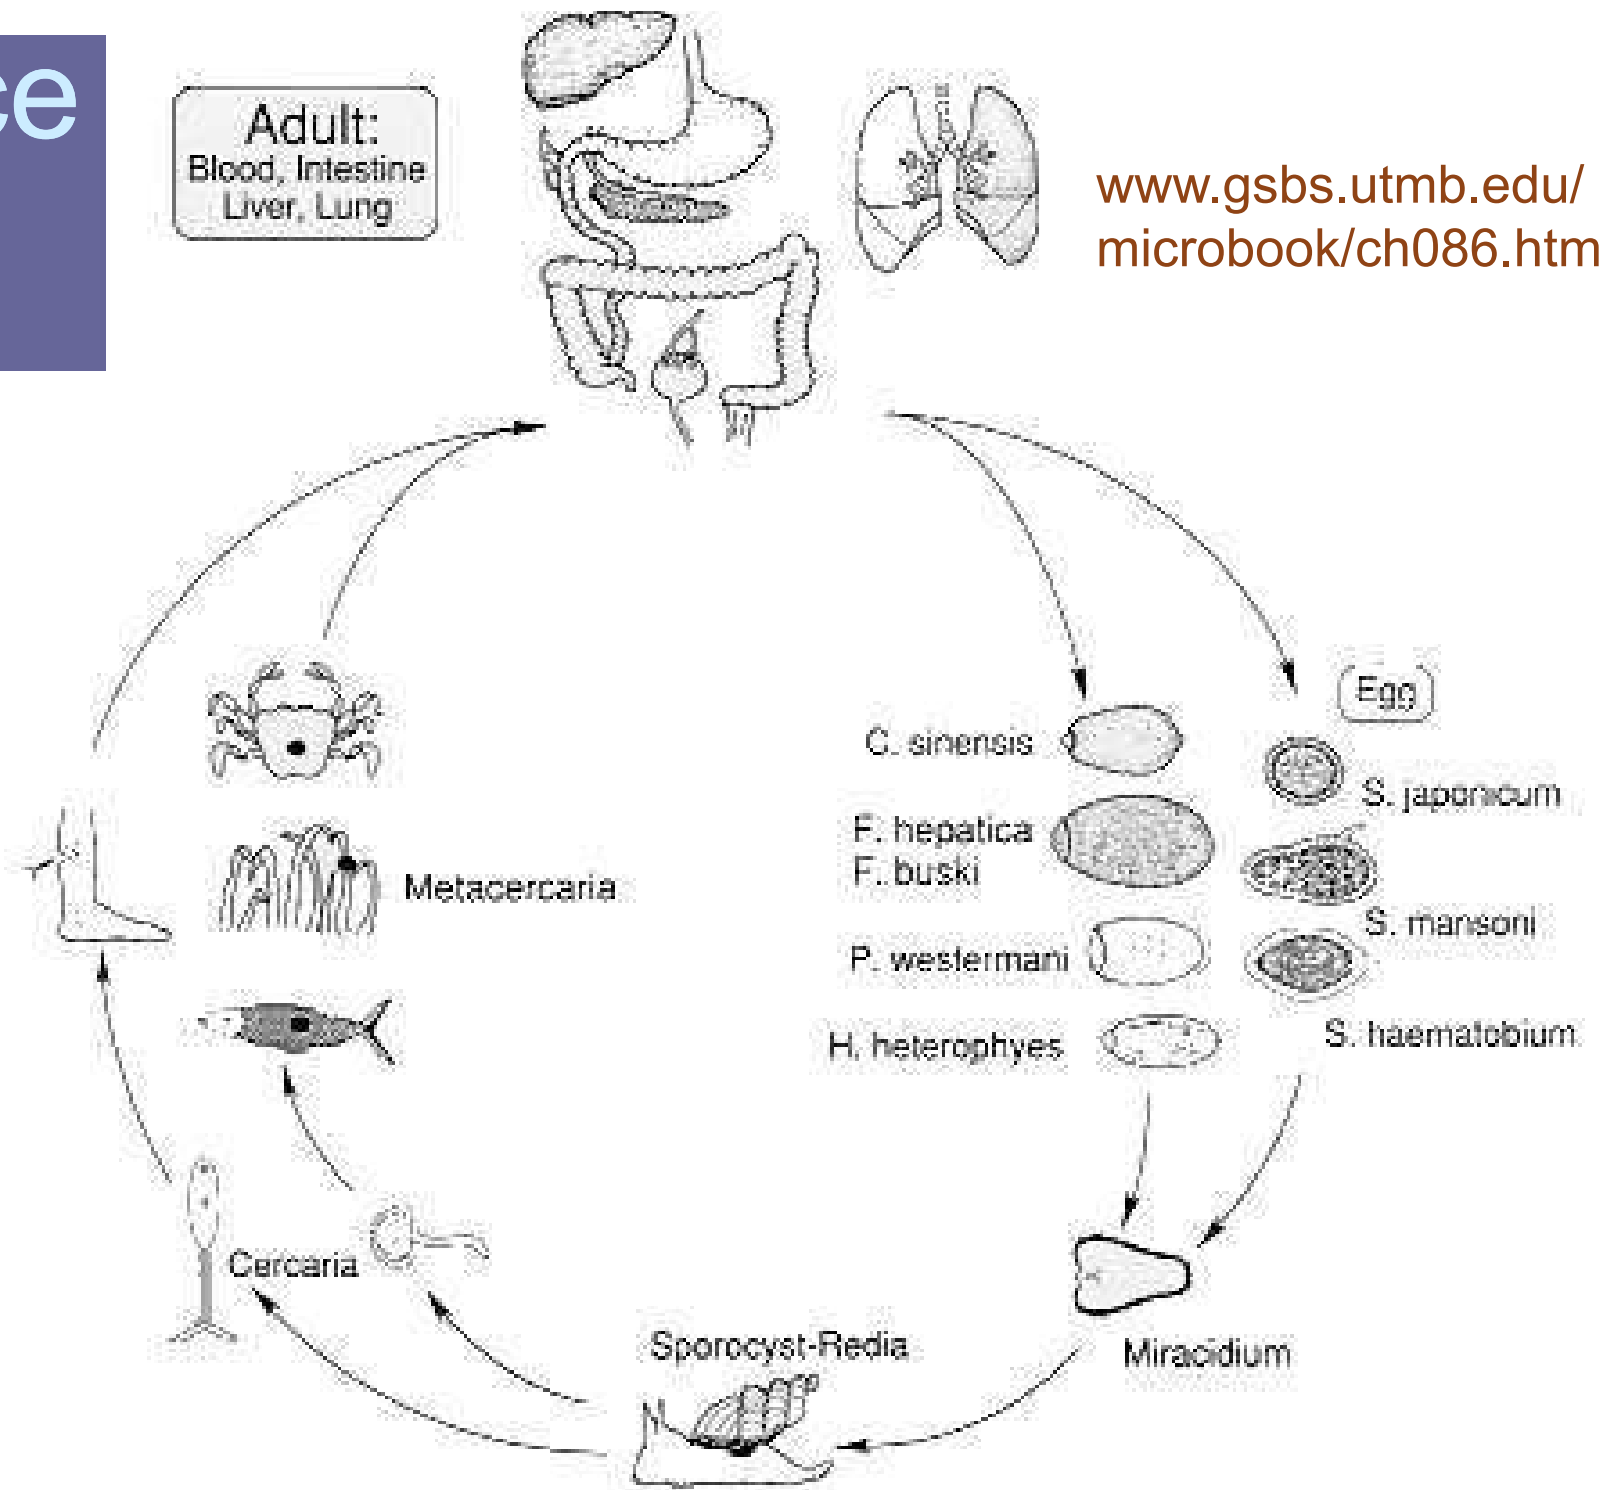 ce
Adult:
Blood, Intestine
Liver, Lung
www.gsbs.utmb.edu/
microbook/ch086.htm
Egg
C. sinensis
S. japonicum
F. hepatica
F. buski
Metacercaria
S. mansoni
P. westermani
S. haematobium
H. heterophyes
Cercaria
Sporocyst-Redia
Miracidium